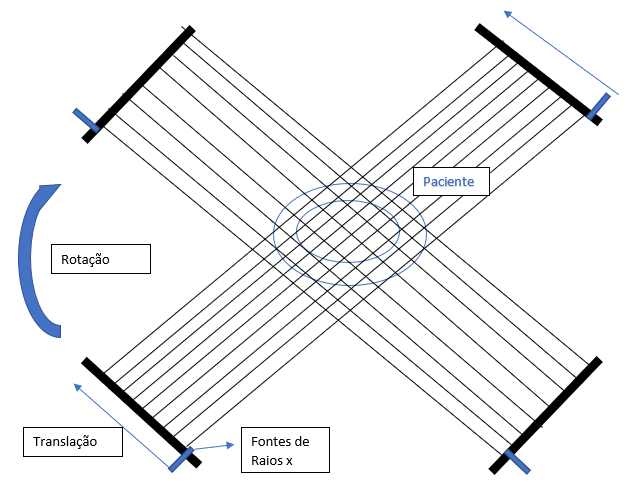 Paciente
Rotação
Translação
Fontes de
Raios x